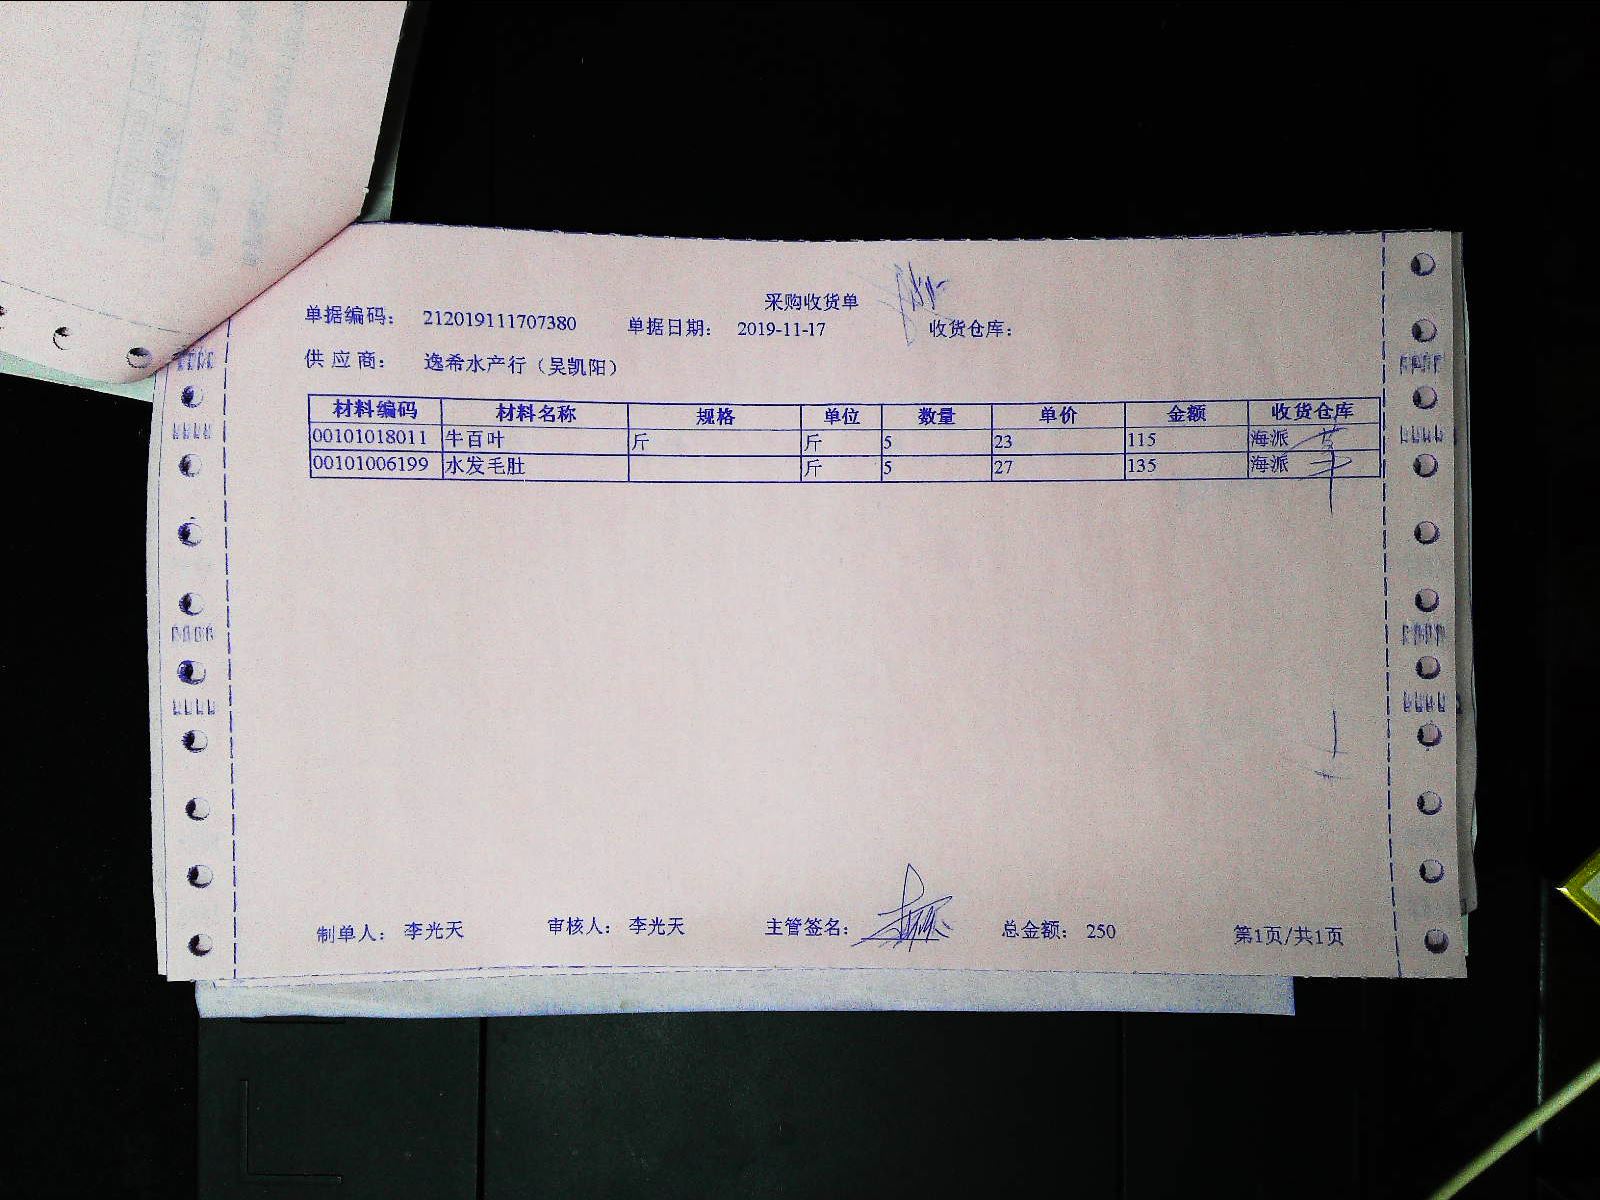 采购收货单
单据编码: 212019111707380 单据日期: 2019-11-17 收货仓库:
供应商: 逸希水产行（吴凯阳）
材料编码 材料名称 规格 单位 数量 单价 金额 收货仓库
00101018011 牛百叶 斤 斤 5 23 115 海派
00101006199 水发毛肚 斤 5 27 135 海派
制单人: 李光天 审核人: 李光天 主管签名: 总金额: 250 第1页/共1页